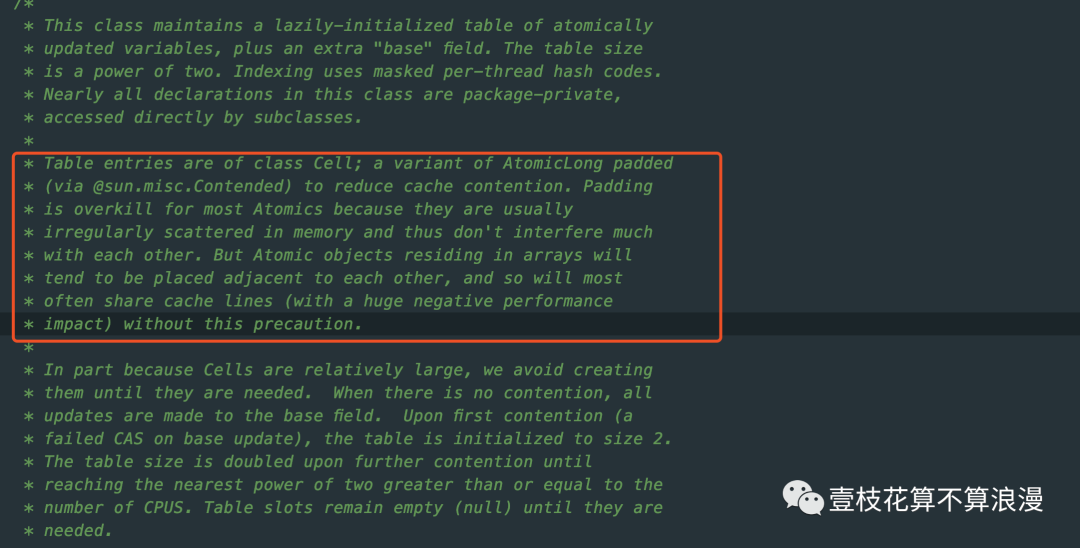 /*
* This class maintains a lazily-initialized table of atomically
* updated variables, plus an extra "base" field. The table size
* is a power of two. Indexing uses masked per-thread hash codes.
* Nearly all declarations in this class are package-private,
* accessed directly by subclasses.
*
* Table entries are of class Cell; a variant of AtomicLong padded
* (via @sun.misc.Contended) to reduce cache contention. Padding
* is overkill for most Atomics because they are usually
* irregularly scattered in memory and thus don't interfere much
* with each other. But Atomic objects residing in arrays will
* tend to be placed adjacent to each other, and so will most
* often share cache lines (with a huge negative performance
* impact) without this precaution.
*
* In part because Cells are relatively large, we avoid creating
* them until they are needed.  When there is no contention, all
* updates are made to the base field.  Upon first contention (a
* failed CAS on base update), the table is initialized to size 2.
* The table size is doubled upon further contention until
* reaching the nearest power of two greater than or equal to the
* number of CPUS. Table slots remain empty (null) until they are
* needed.
壹枝花算不算浪漫